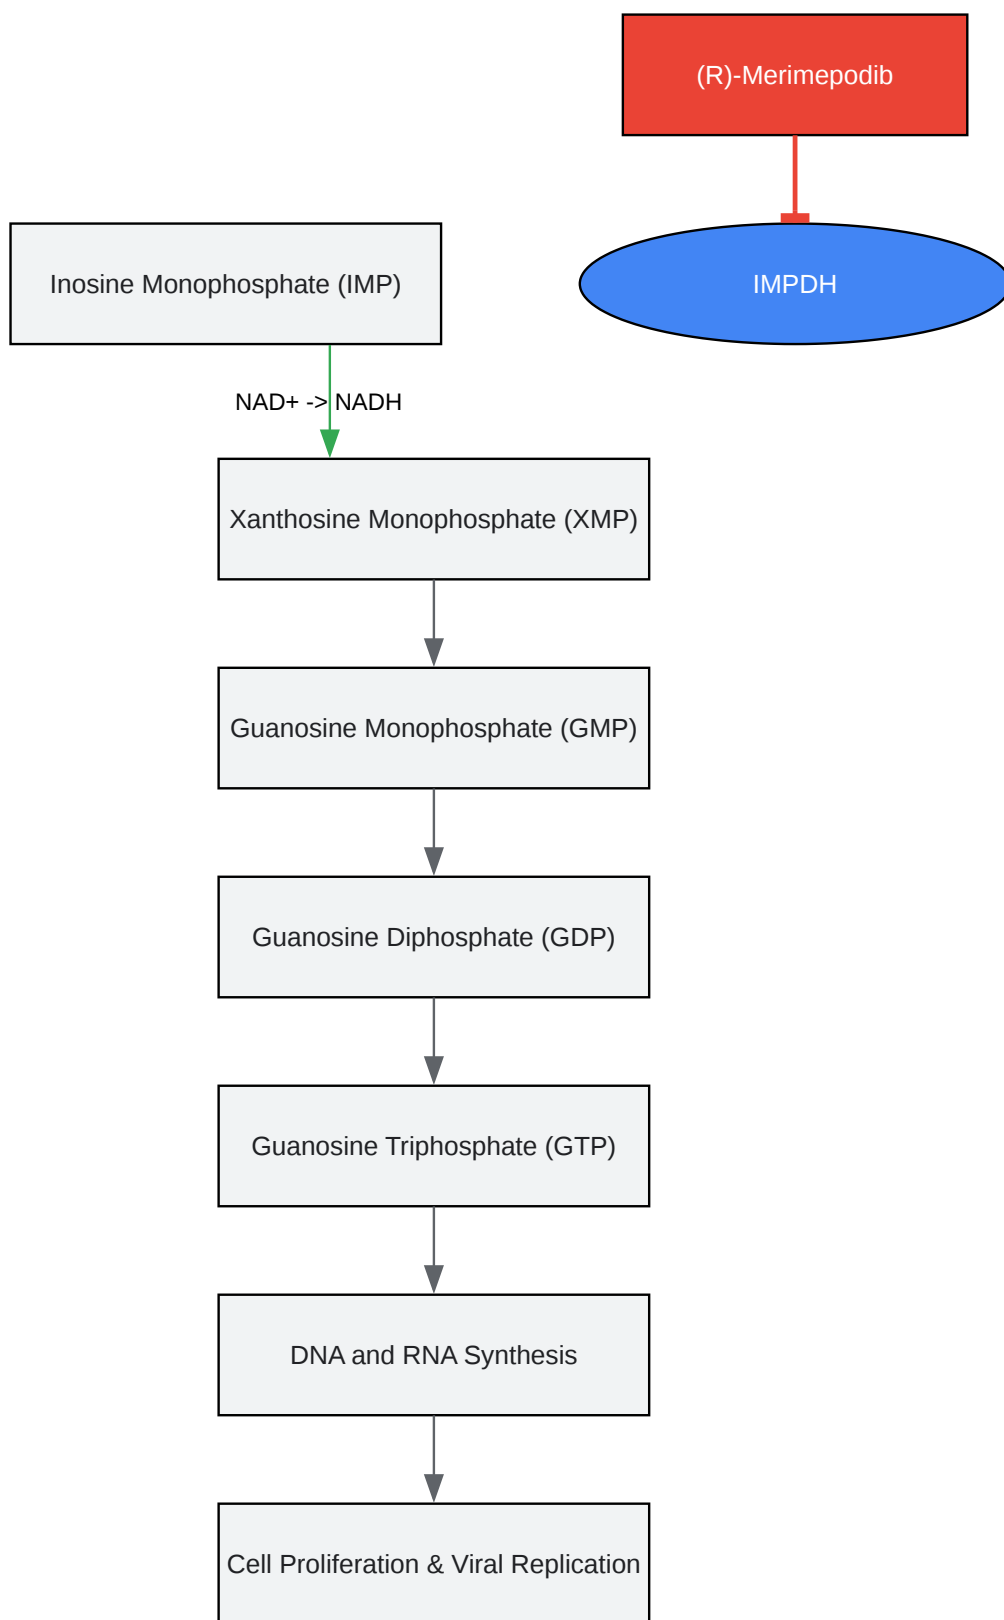 (R)-Merimepodib
Inosine Monophosphate (IMP)
IMPDH
NAD+ -> NADH
Xanthosine Monophosphate (XMP)
Guanosine Monophosphate (GMP)
Guanosine Diphosphate (GDP)
Guanosine Triphosphate (GTP)
DNA and RNA Synthesis
Cell Proliferation & Viral Replication